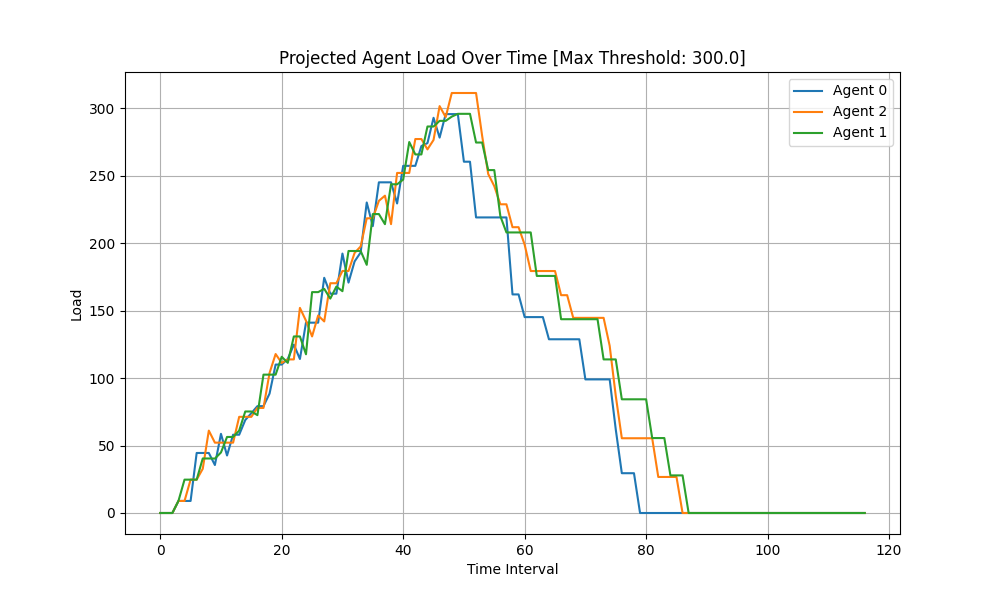 Projected Agent Load Over Time [Max Threshold: 300.0]
Agent 0
Agent 2
Agent 1
Load
300
250
200
150
100
50
0
0 20 40 60 80 100 120
Time Interval